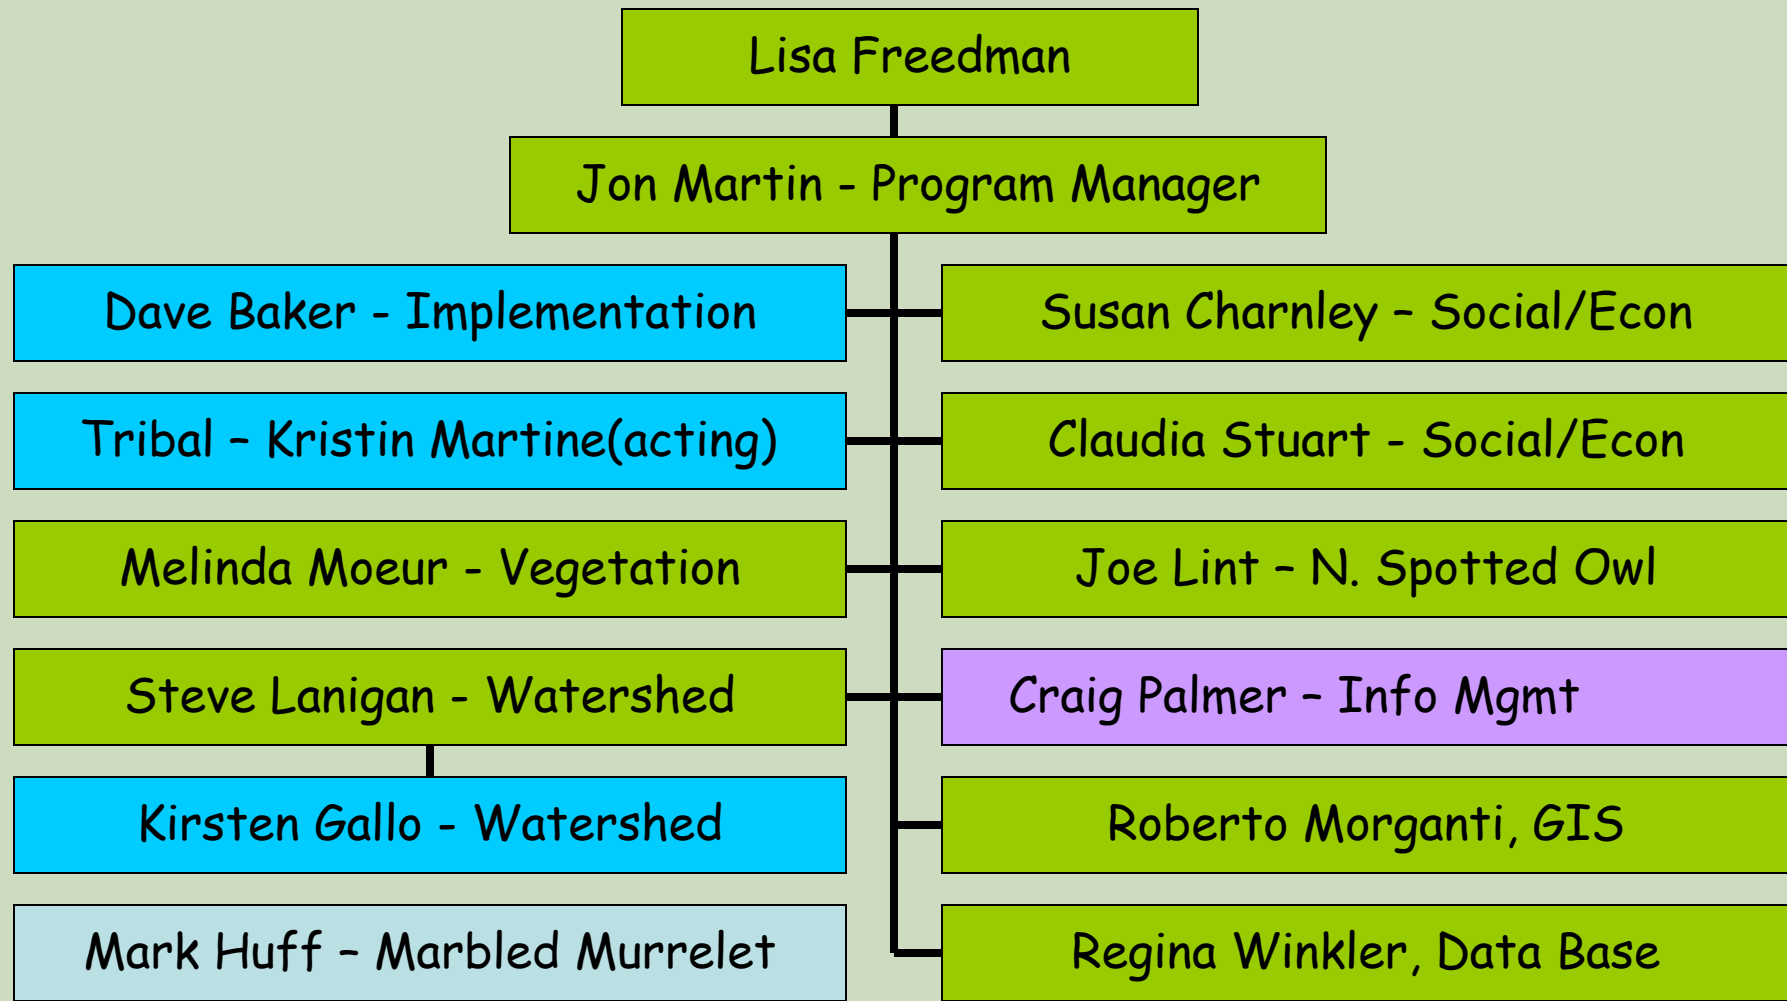 Lisa Freedman
Jon Martin - Program Manager
Dave Baker - Implementation
Susan Charnley – Social/Econ
Tribal – Kristin Martine(acting)
Claudia Stuart - Social/Econ
Melinda Moeur - Vegetation
Joe Lint – N. Spotted Owl
Steve Lanigan - Watershed
Craig Palmer – Info Mgmt
Kirsten Gallo - Watershed
Roberto Morganti, GIS
Mark Huff – Marbled Murrelet
Regina Winkler, Data Base